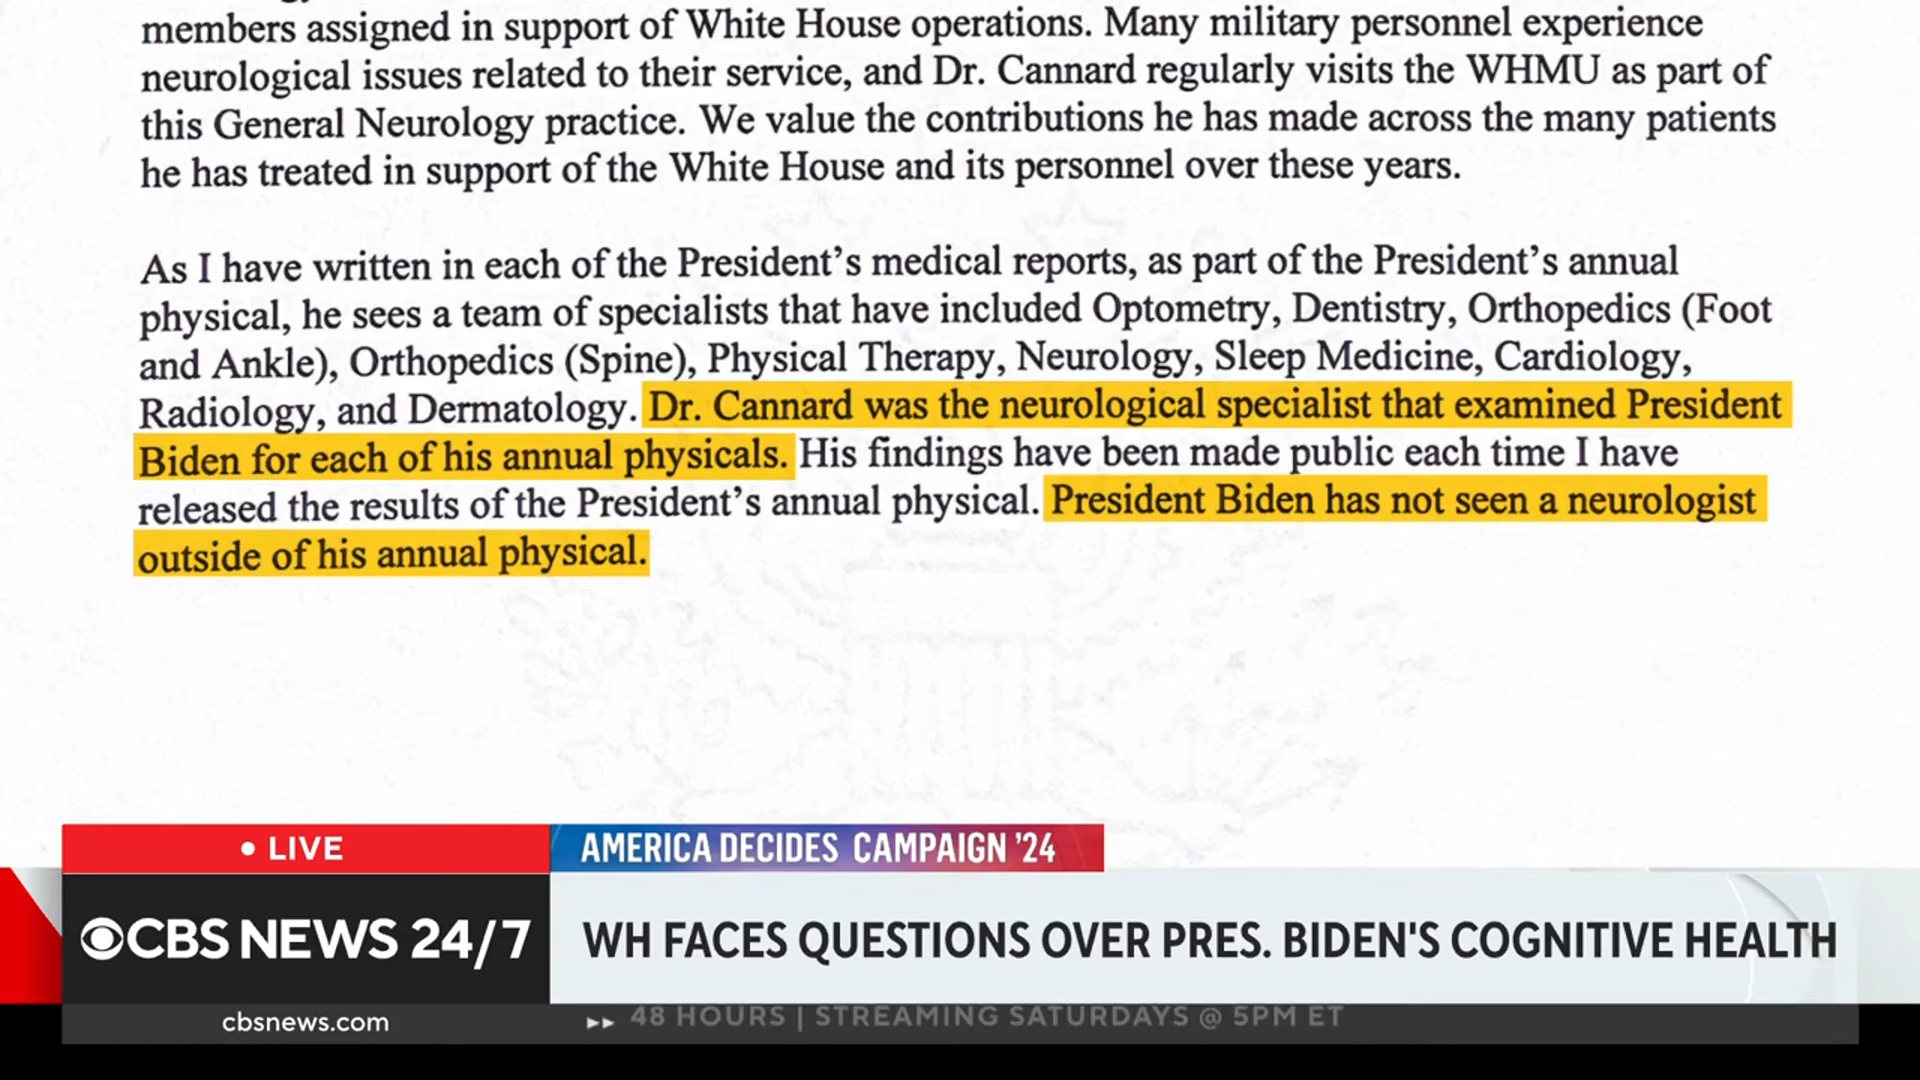 members assigned in support of White House operations. Many military personnel experience
neurological issues related to their service, and Dr. Cannard regularly visits the WHMU as part of
this General Neurology practice. We value the contributions he has made across the many patients
he has treated in support of the White House and its personnel over these years.
As I have written in each of the President’s medical reports, as part of the President’s annual
physical, he sees a team of specialists that have included Optometry, Dentistry, Orthopedics (Foot
and Ankle), Orthopedics (Spine), Physical Therapy, Neurology, Sleep Medicine, Cardiology,
Radiology, and Dermatology. Dr. Cannard was the neurological specialist that examined President
Biden for each of his annual physicals. His findings have been made public each time I have
released the results of the President’s annual physical. President Biden has not seen a neurologist
outside of his annual physical.
• LIVE
AMERICA DECIDES CAMPAIGN ’24
CBS NEWS 24/7
WH FACES QUESTIONS OVER PRES. BIDEN'S COGNITIVE HEALTH
cbsnews.com
48 HOURS | STREAMING SATURDAYS @ 5PM ET